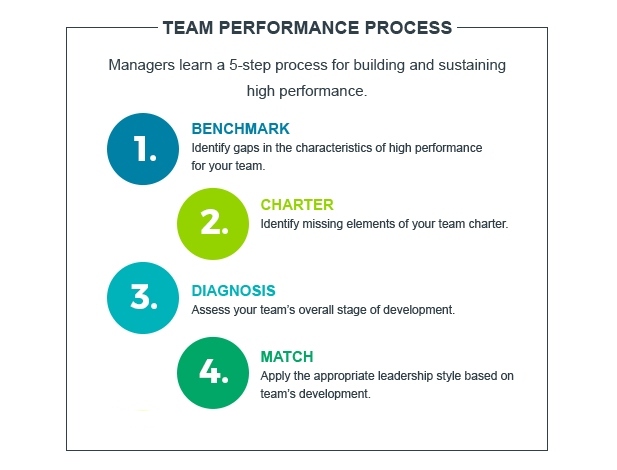 TEAM PERFORMANCE PROCESS
Managers learn a 5-step process for building and sustaining
high performance.
1.
BENCHMARK
Identify gaps in the characteristics of high performance
for your team.
2.
CHARTER
Identify missing elements of your team charter.
3.
DIAGNOSIS
Assess your team's overall stage of development.
4.
MATCH
Apply the appropriate leadership style based on
team's development.